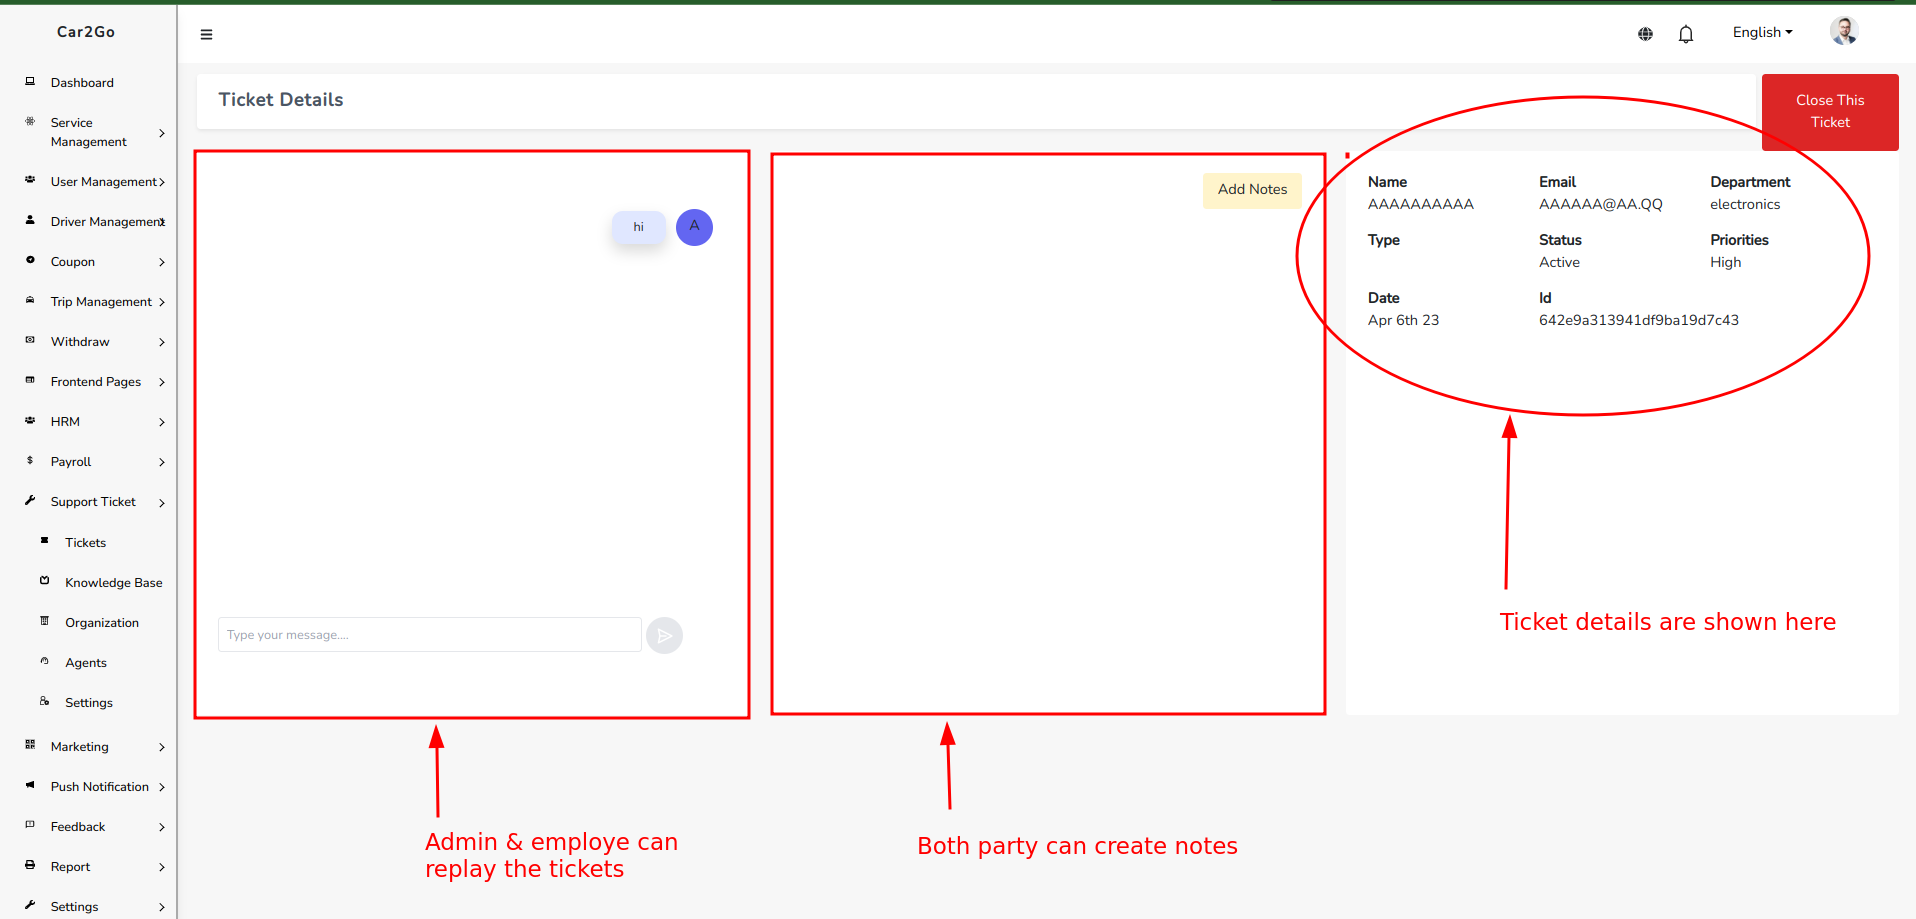 Car2Go
Dashboard
Service
Management
User Management
Driver Management
Coupon
Trip Management
Withdraw
Frontend Pages
HRM
Payroll
Support Ticket
Tickets
Knowledge Base
Organization
Agents
Settings
Marketing
Push Notification
Feedback
Report
Settings
English
Ticket Details
Close This
Ticket
hi
A
Type your message....
Add Notes
Name
Email
Department
AAAAAAAAAA
AAAAAA@AA.QQ
electronics
Type
Status
Priorities
Active
High
Date
Id
Apr 6th 23
642e9a313941df9ba19d7c43
Ticket details are shown here
Admin & employe can
replay the tickets
Both party can create notes